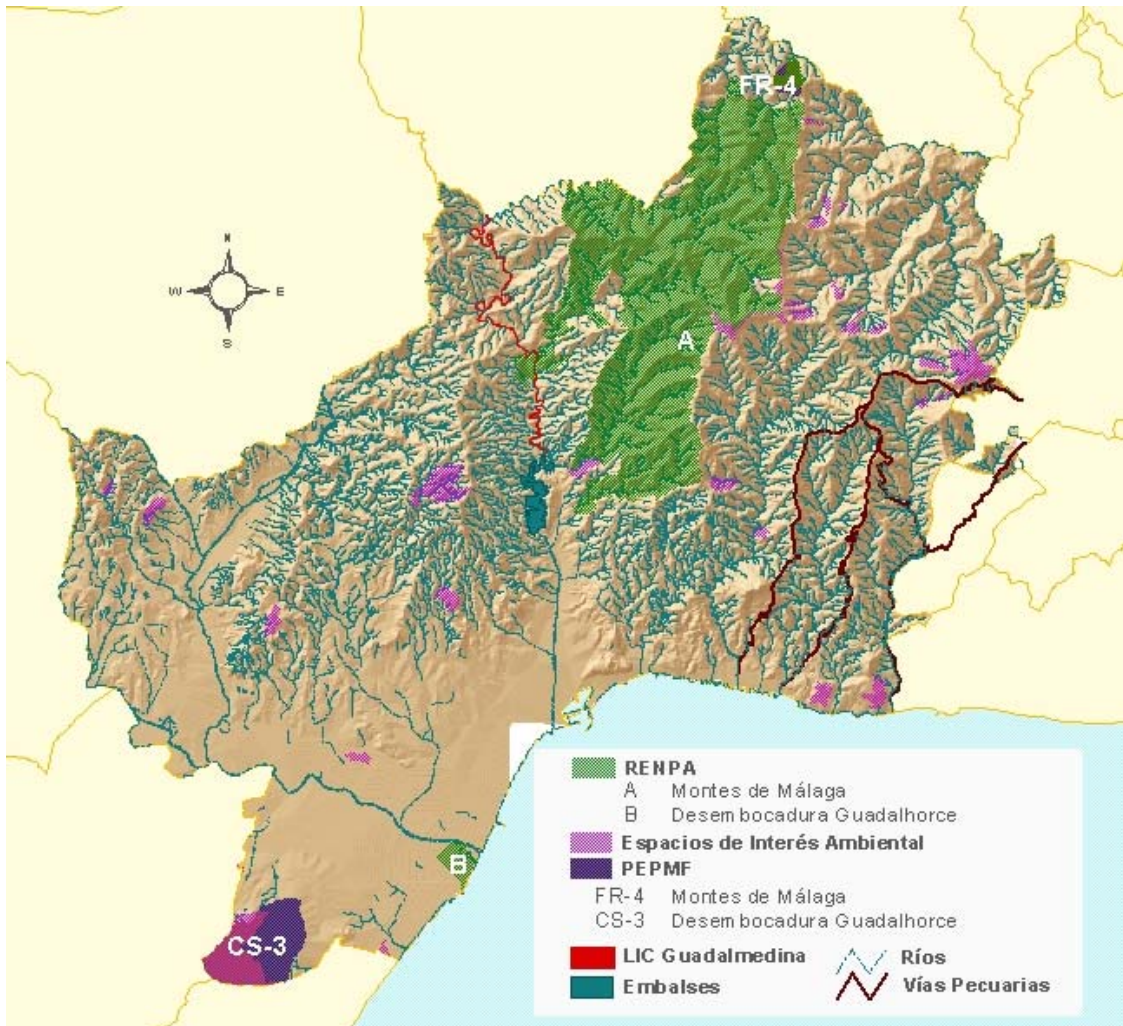 FR-4
N
W E
S
A
B
CS-3
RENPA
A Montes de Málaga
B Desembocadura Guadalhorce
Espacios de Interés Ambiental
PEPMF
FR-4 Montes de Málaga
CS-3 Desembocadura Guadalhorce
LIC Guadalmedina
Ríos
Embalses
Vías Pecuarias